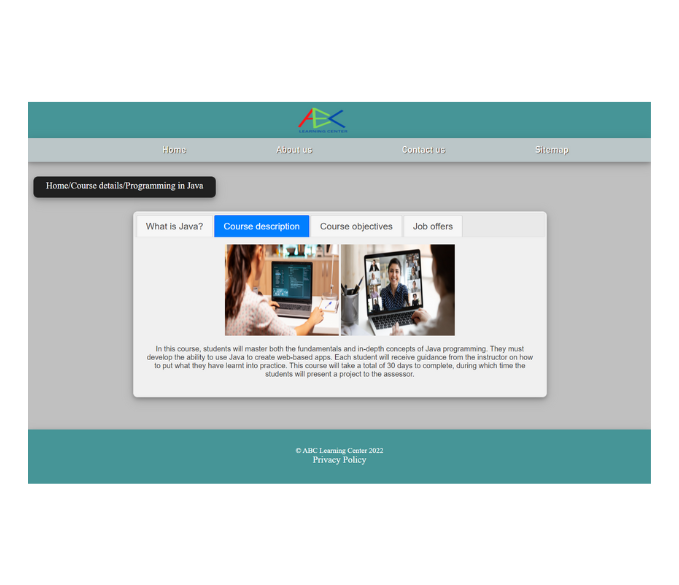 ABC
LEARNING CENTER
Home
About us
Contact us
Sitemap
Home/Course details/Programming in Java
What is Java?
Course description
Course objectives
Job offers
In this course, students will master both the fundamentals and in-depth concepts of Java programming. They must
develop the ability to use Java to create web-based apps. Each student will receive guidance from the instructor on how
to put what they have learnt into practice. This course will take a total of 30 days to complete, during which time the
students will present a project to the assessor.
© ABC Learning Center 2022
Privacy Policy